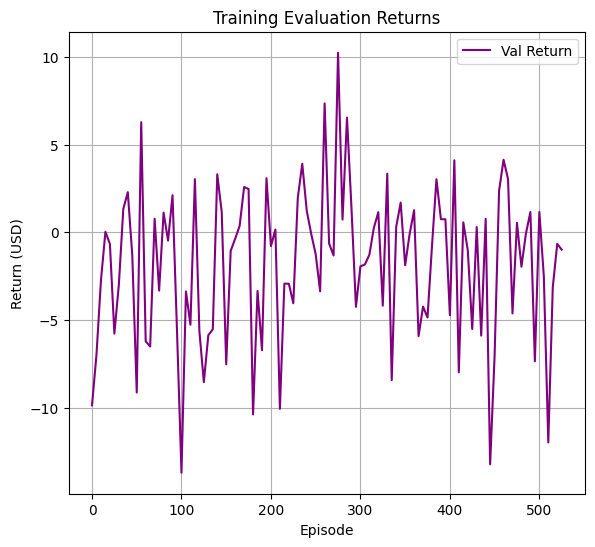 Training Evaluation Returns
Val Return
Return (USD)
10
5
0
−5
−10
0 100 200 300 400 500
Episode